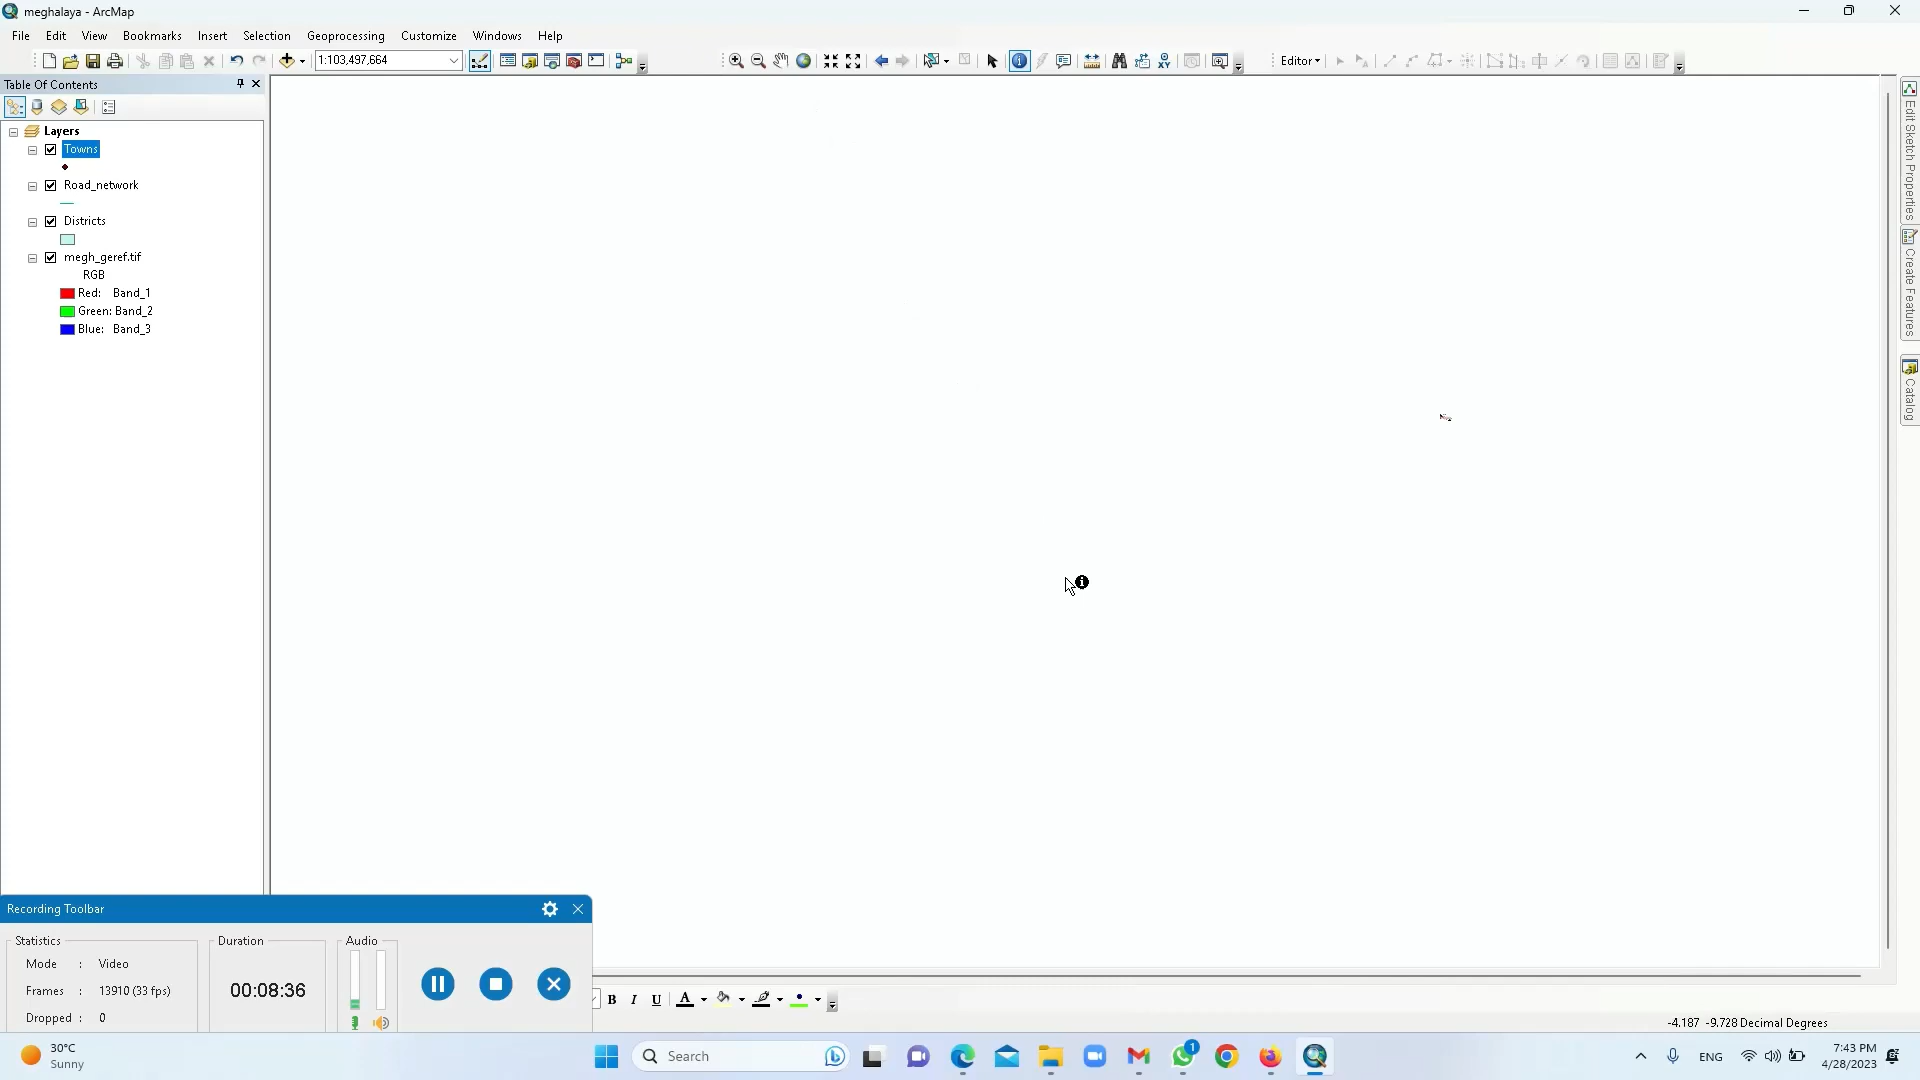 meghalaya - ArcMap
File Edit View Bookmarks Insert Selection Geoprocessing Customize Windows Help
1:103,497,664
Editor
Table Of Contents
Layers
Towns
Road_network
Districts
megh_geref.tif
RGB
Red: Band_1
Green: Band_2
Blue: Band_3
Edit Sketch Properties
Create Features
Catalog
Recording Toolbar
Statistics
Mode : Video
Frames : 13910 (33 fps)
Dropped : 0
Duration
00:08:36
Audio
B I U A
-4.187 -9.728 Decimal Degrees
30°C
Sunny
Search
1
ENG
7:43 PM
4/28/2023